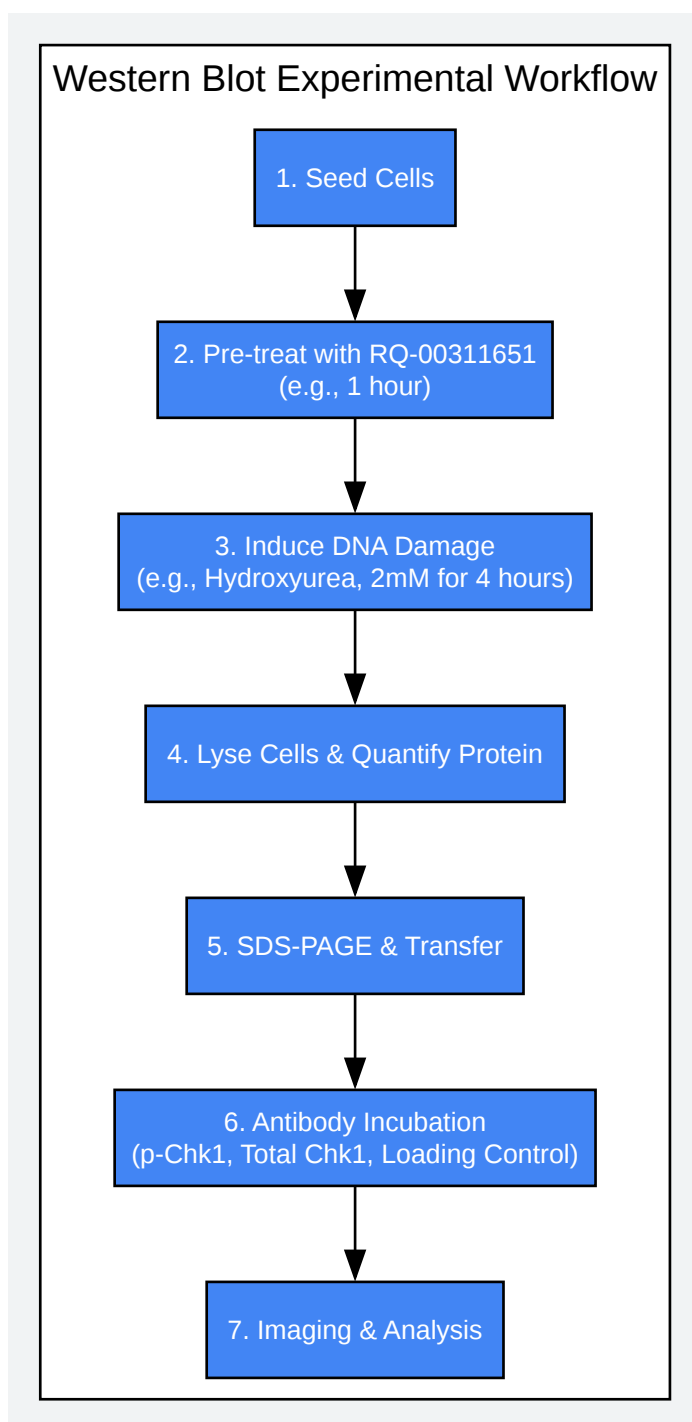 Western Blot Experimental Workflow
1. Seed Cells
2. Pre-treat with RQ-00311651
(e.g., 1 hour)
3. Induce DNA Damage
(e.g., Hydroxyurea, 2mM for 4 hours)
4. Lyse Cells & Quantify Protein
5. SDS-PAGE & Transfer
6. Antibody Incubation
(p-Chk1, Total Chk1, Loading Control)
7. Imaging & Analysis